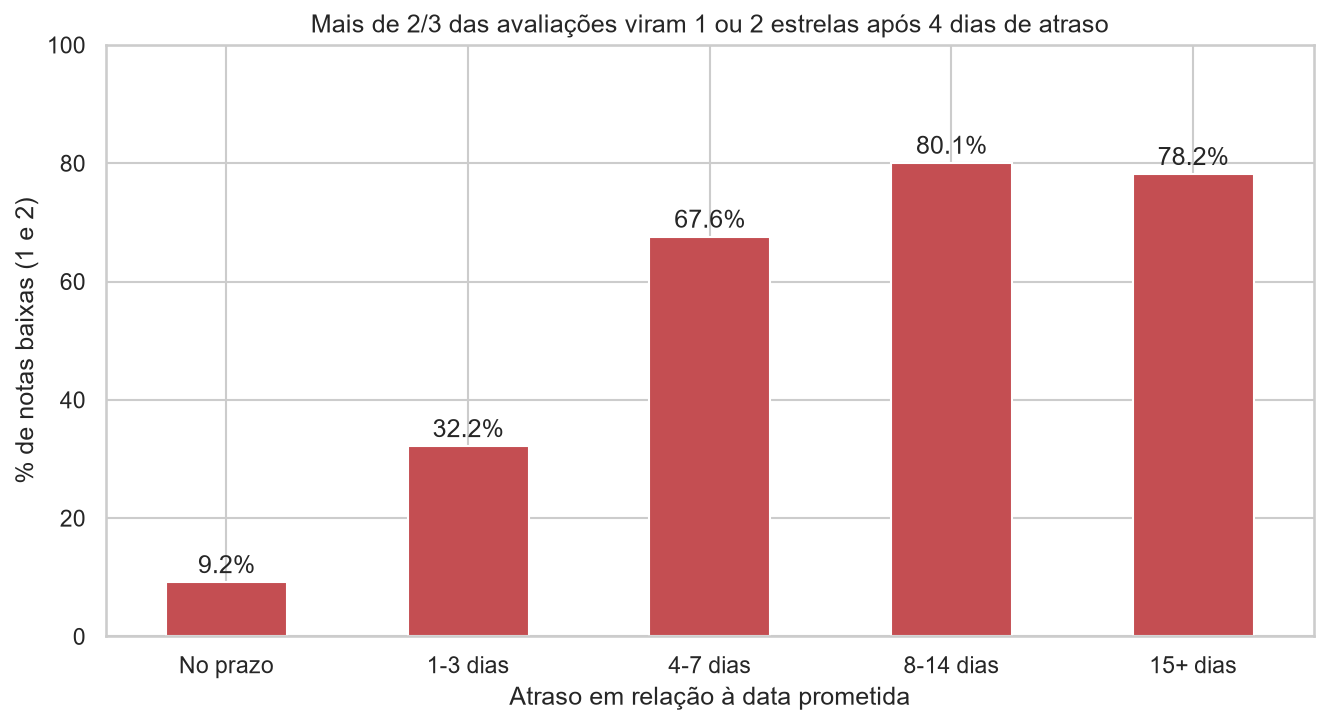 Mais de 2/3 das avaliações viram 1 ou 2 estrelas após 4 dias de atraso
% de notas baixas (1 e 2)
100
80
60
40
20
0
9.2%
32.2%
67.6%
80.1%
78.2%
No prazo
1-3 dias
4-7 dias
8-14 dias
15+ dias
Atraso em relação à data prometida